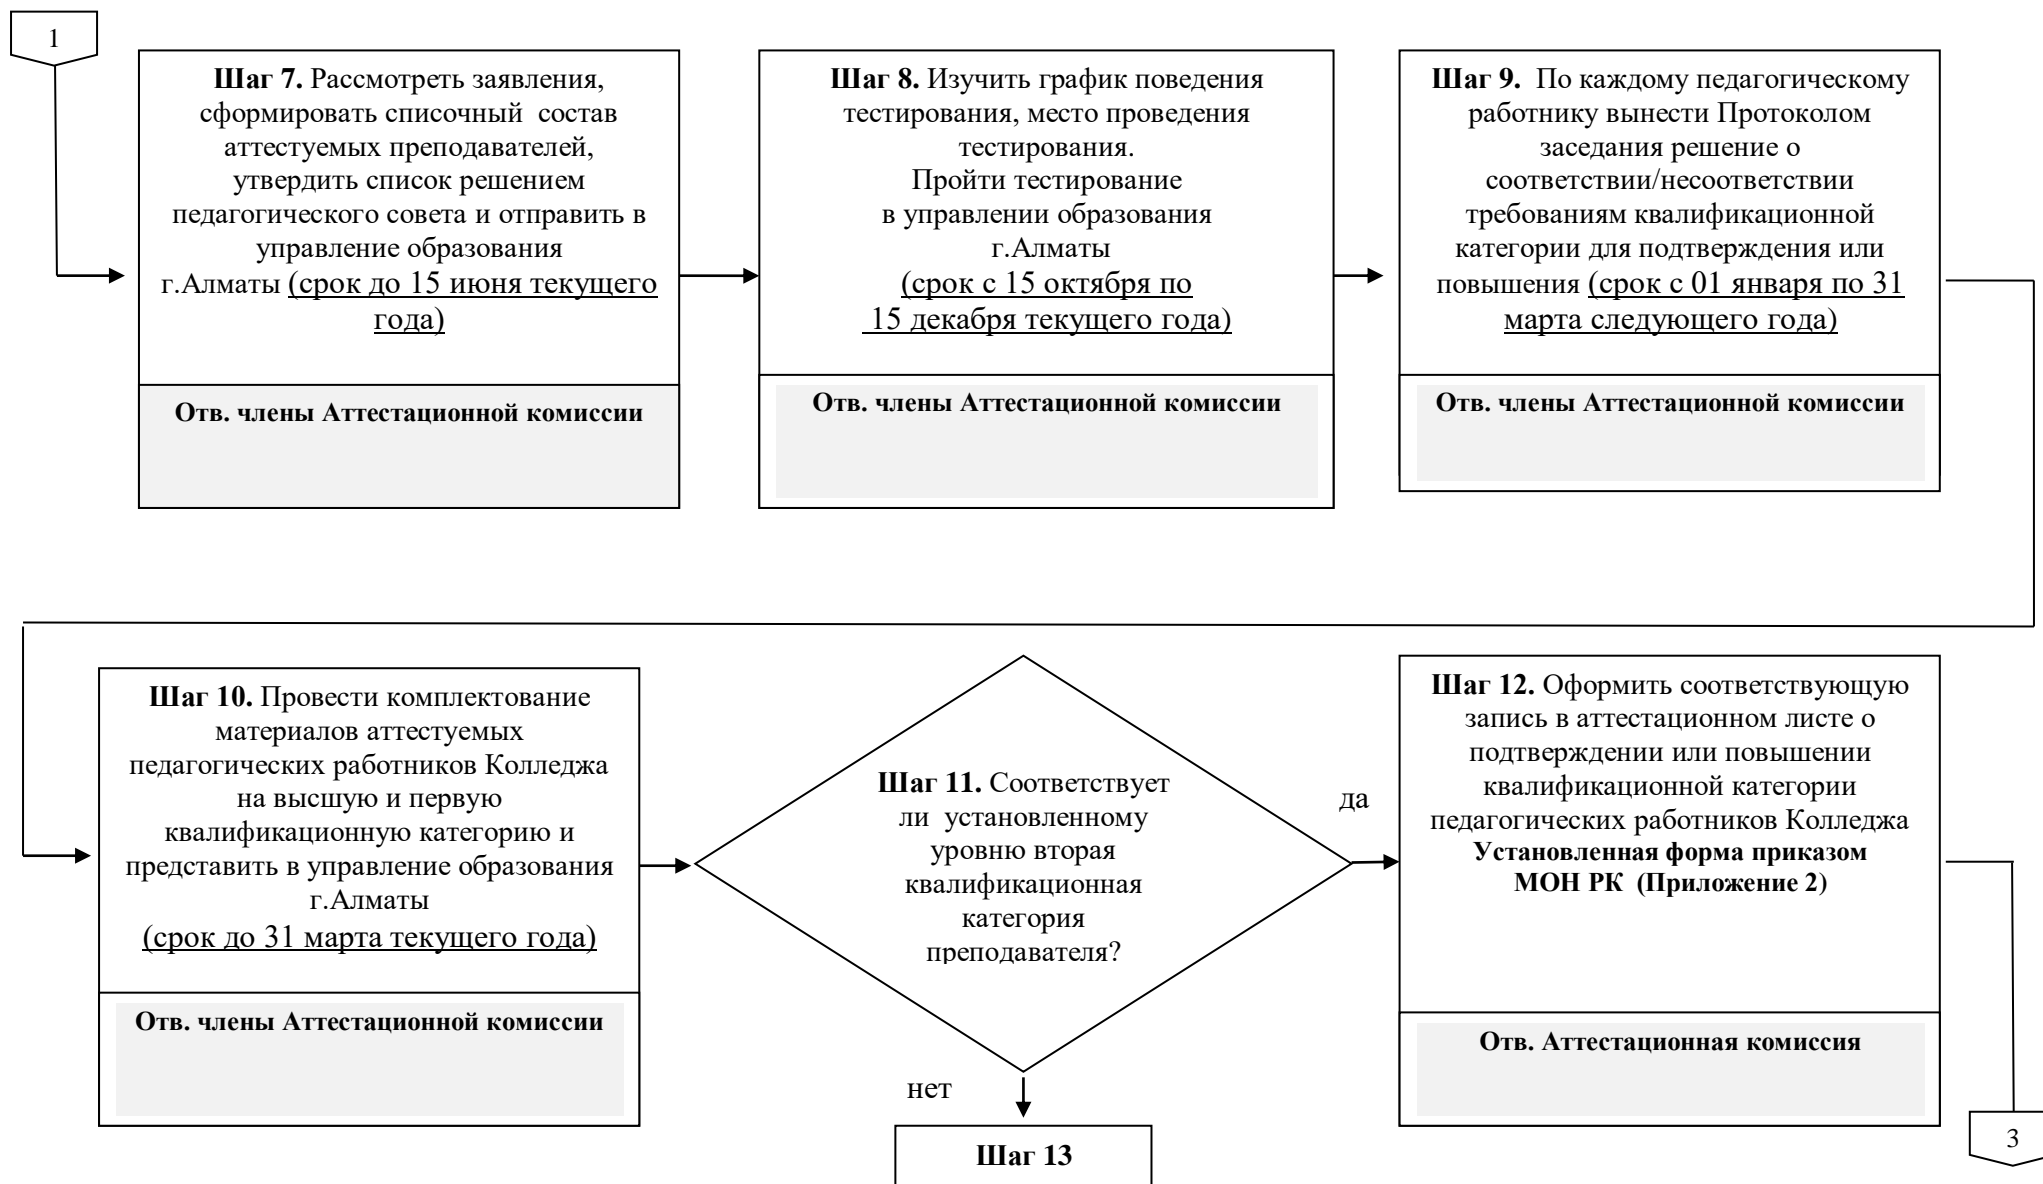 1
Шаг 7. Рассмотреть заявления,
сформировать списочный состав
аттестуемых преподавателей,
утвердить список решением
педагогического совета и отправить в
управление образования
г.Алматы (срок до 15 июня текущего
года)
Отв. члены Аттестационной комиссии
Шаг 8. Изучить график поведения
тестирования, место проведения
тестирования.
Пройти тестирование
в управлении образования
г.Алматы
(срок с 15 октября по
15 декабря текущего года)
Отв. члены Аттестационной комиссии
Шаг 9. По каждому педагогическому
работнику вынести Протоколом
заседания решение о
соответствии/несоответствии
требованиям квалификационной
категории для подтверждения или
повышения (срок с 01 января по 31
марта следующего года)
Отв. члены Аттестационной комиссии
Шаг 10. Провести комплектование
материалов аттестуемых
педагогических работников Колледжа
на высшую и первую
квалификационную категорию и
представить в управление образования
г.Алматы
(срок до 31 марта текущего года)
Отв. члены Аттестационной комиссии
Шаг 11. Соответствует
ли установленному
уровню вторая
квалификационная
категория
преподавателя?
да
нет
Шаг 12. Оформить соответствующую
запись в аттестационном листе о
подтверждении или повышении
квалификационной категории
педагогических работников Колледжа
Установленная форма приказом
МОН РК (Приложение 2)
Отв. Аттестационная комиссия
Шаг 13
3